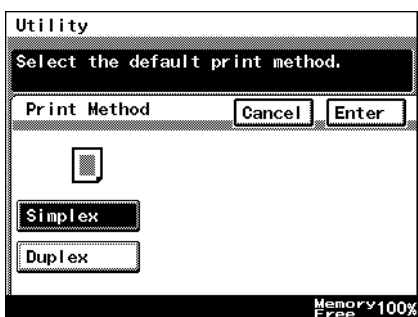 Utility
Select the default print method.
Print Method Cancel Enter
Simplex
Duplex
Memory
Free 100%